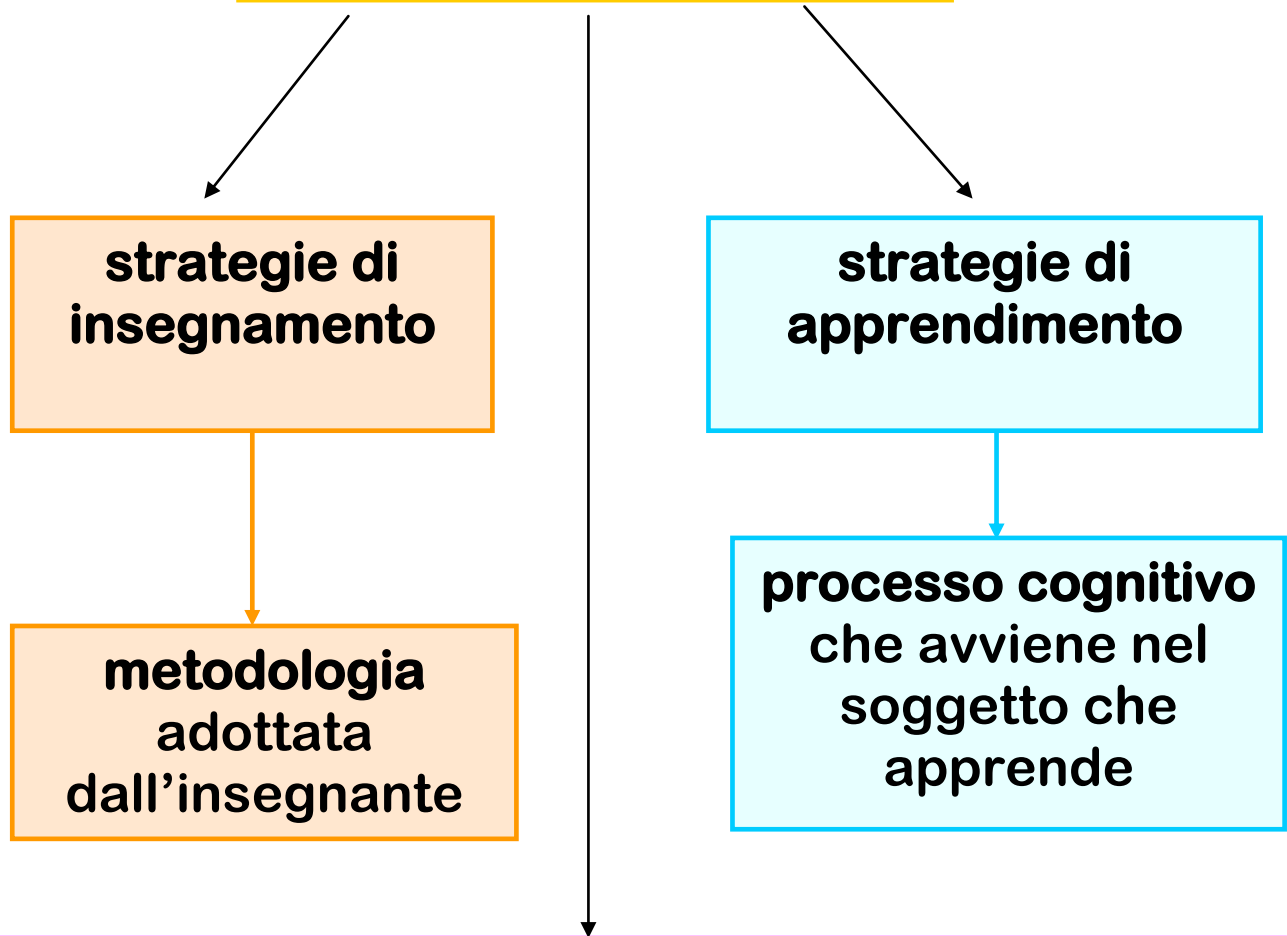 strategie di
insegnamento
strategie di
apprendimento
metodologia
adottata
dall’insegnante
processo cognitivo
che avviene nel
soggetto che
apprende